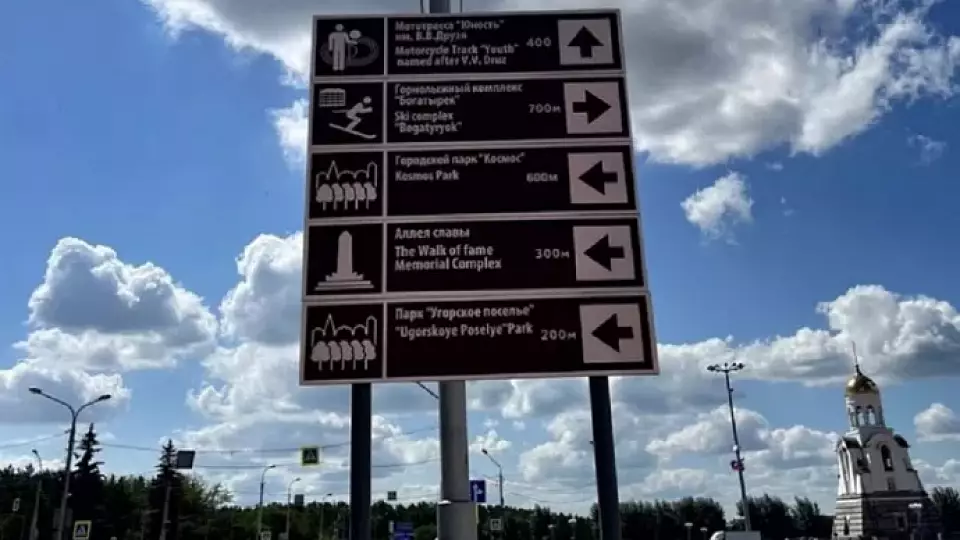 Мототрасса "Юность"
им. В.В.Друзя
Motorcycle Track "Youth"
named after V.V. Druz
400
Горнолыжный комплекс
"Богатырек"
Ski complex
"Bogatyryok"
700м
Городской парк "Космос"
Kosmos Park
600м
Аллея славы
The Walk of fame
Memorial Complex
300м
Парк "Угорское поселье"
"Ugorskoye Poselye"Park
200м